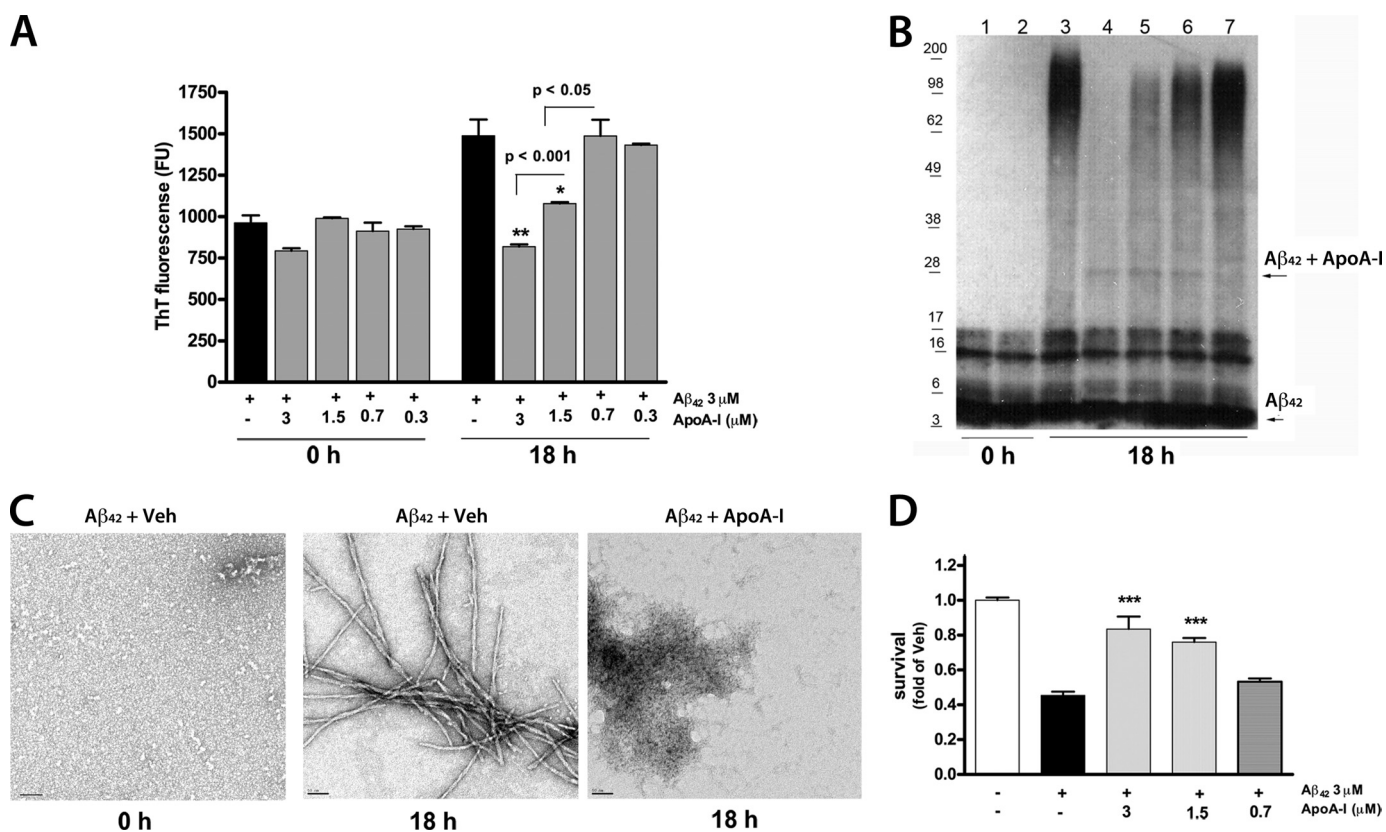 A
1750
1500
1250
1000
750
500
250
0
ThT fluorescense (FU)
p < 0.05
p < 0.001
*
**
+ + + + + + + + + + Aβ₄₂ 3 μM
- 3 1.5 0.7 0.3 - 3 1.5 0.7 0.3 ApoA-I (μM)
0 h 18 h
B
1 2 3 4 5 6 7
200
98
62
49
38
28
17
16
6
3
Aβ₄₂ + ApoA-I
Aβ₄₂
0 h 18 h
C
Aβ₄₂ + Veh Aβ₄₂ + Veh Aβ₄₂ + ApoA-I
0 h 18 h 18 h
D
1.2
1.0
0.8
0.6
0.4
0.2
0.0
survival
(fold of Veh)
*** ***
- + + + + Aβ₄₂ 3 μM
- - 3 1.5 0.7 ApoA-I (μM)